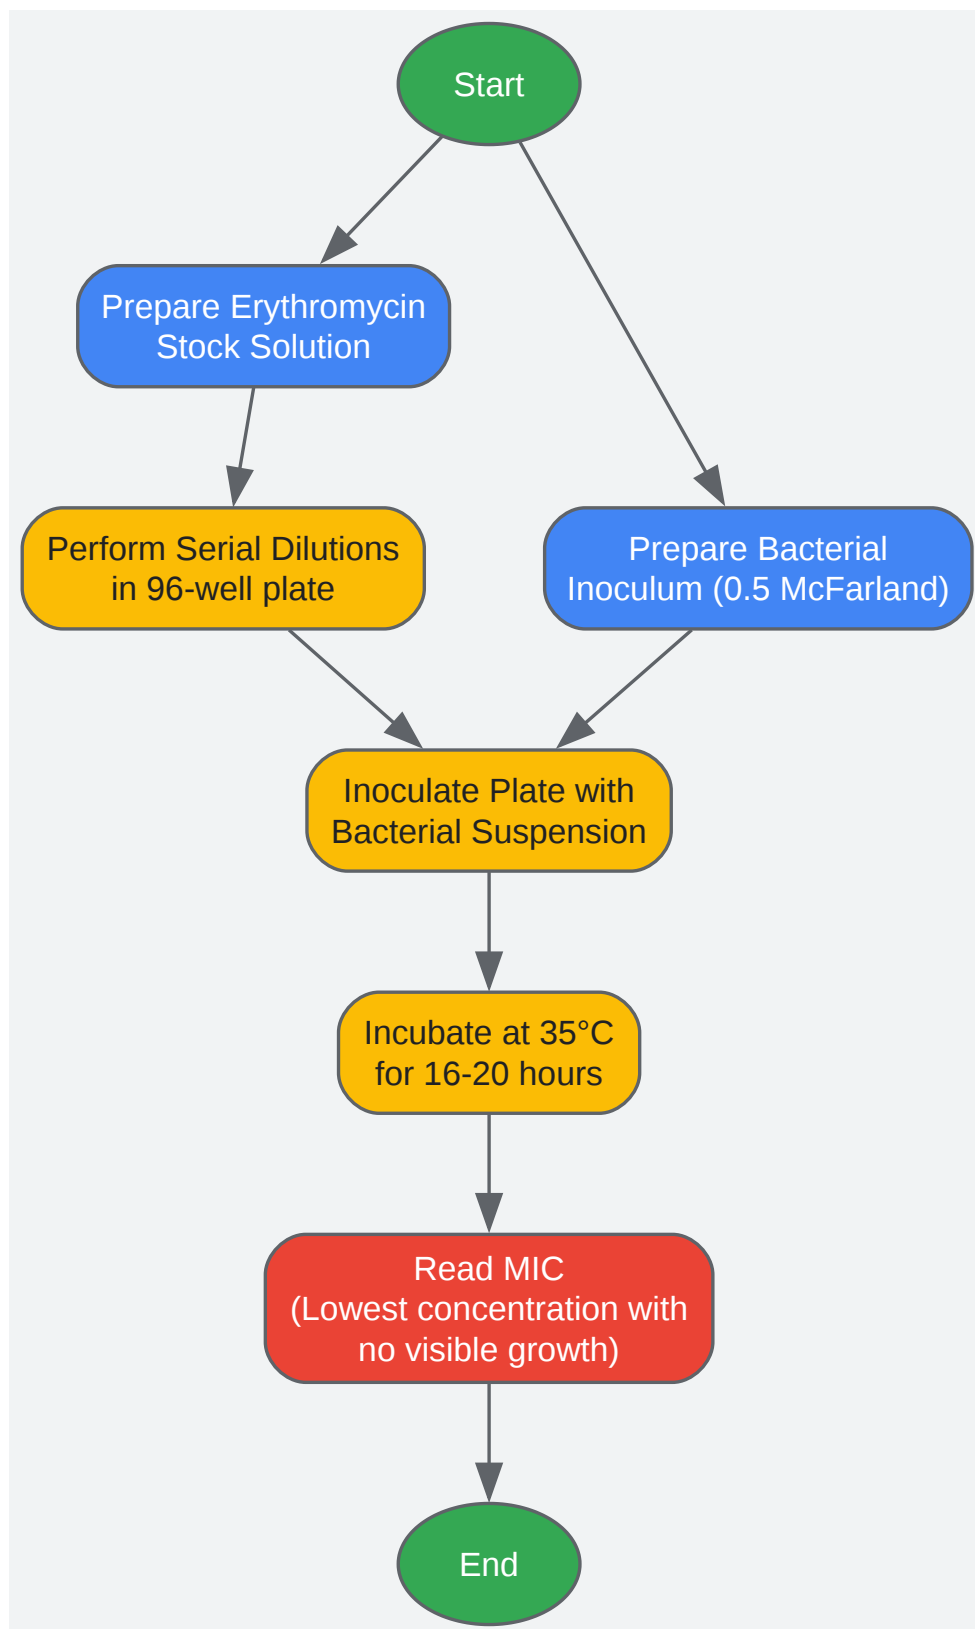 Start
Prepare Erythromycin
Stock Solution
Perform Serial Dilutions
in 96-well plate
Prepare Bacterial
Inoculum (0.5 McFarland)
Inoculate Plate with
Bacterial Suspension
Incubate at 35°C
for 16-20 hours
Read MIC
(Lowest concentration with
no visible growth)
End